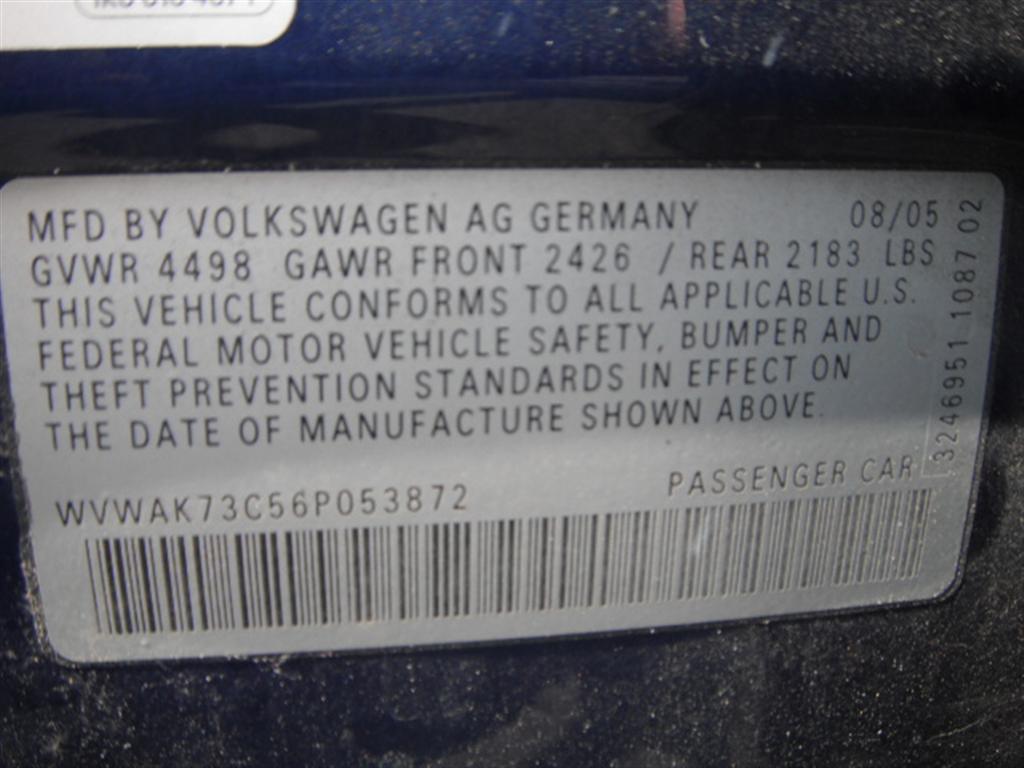 MFD BY VOLKSWAGEN AG GERMANY 08/05
GVWR 4498 GAWR FRONT 2426 / REAR 2183 LBS
THIS VEHICLE CONFORMS TO ALL APPLICABLE U.S.
FEDERAL MOTOR VEHICLE SAFETY, BUMPER AND
THEFT PREVENTION STANDARDS IN EFFECT ON
THE DATE OF MANUFACTURE SHOWN ABOVE.
WVWAK73C56P053872 PASSENGER CAR
3246951 1087 02